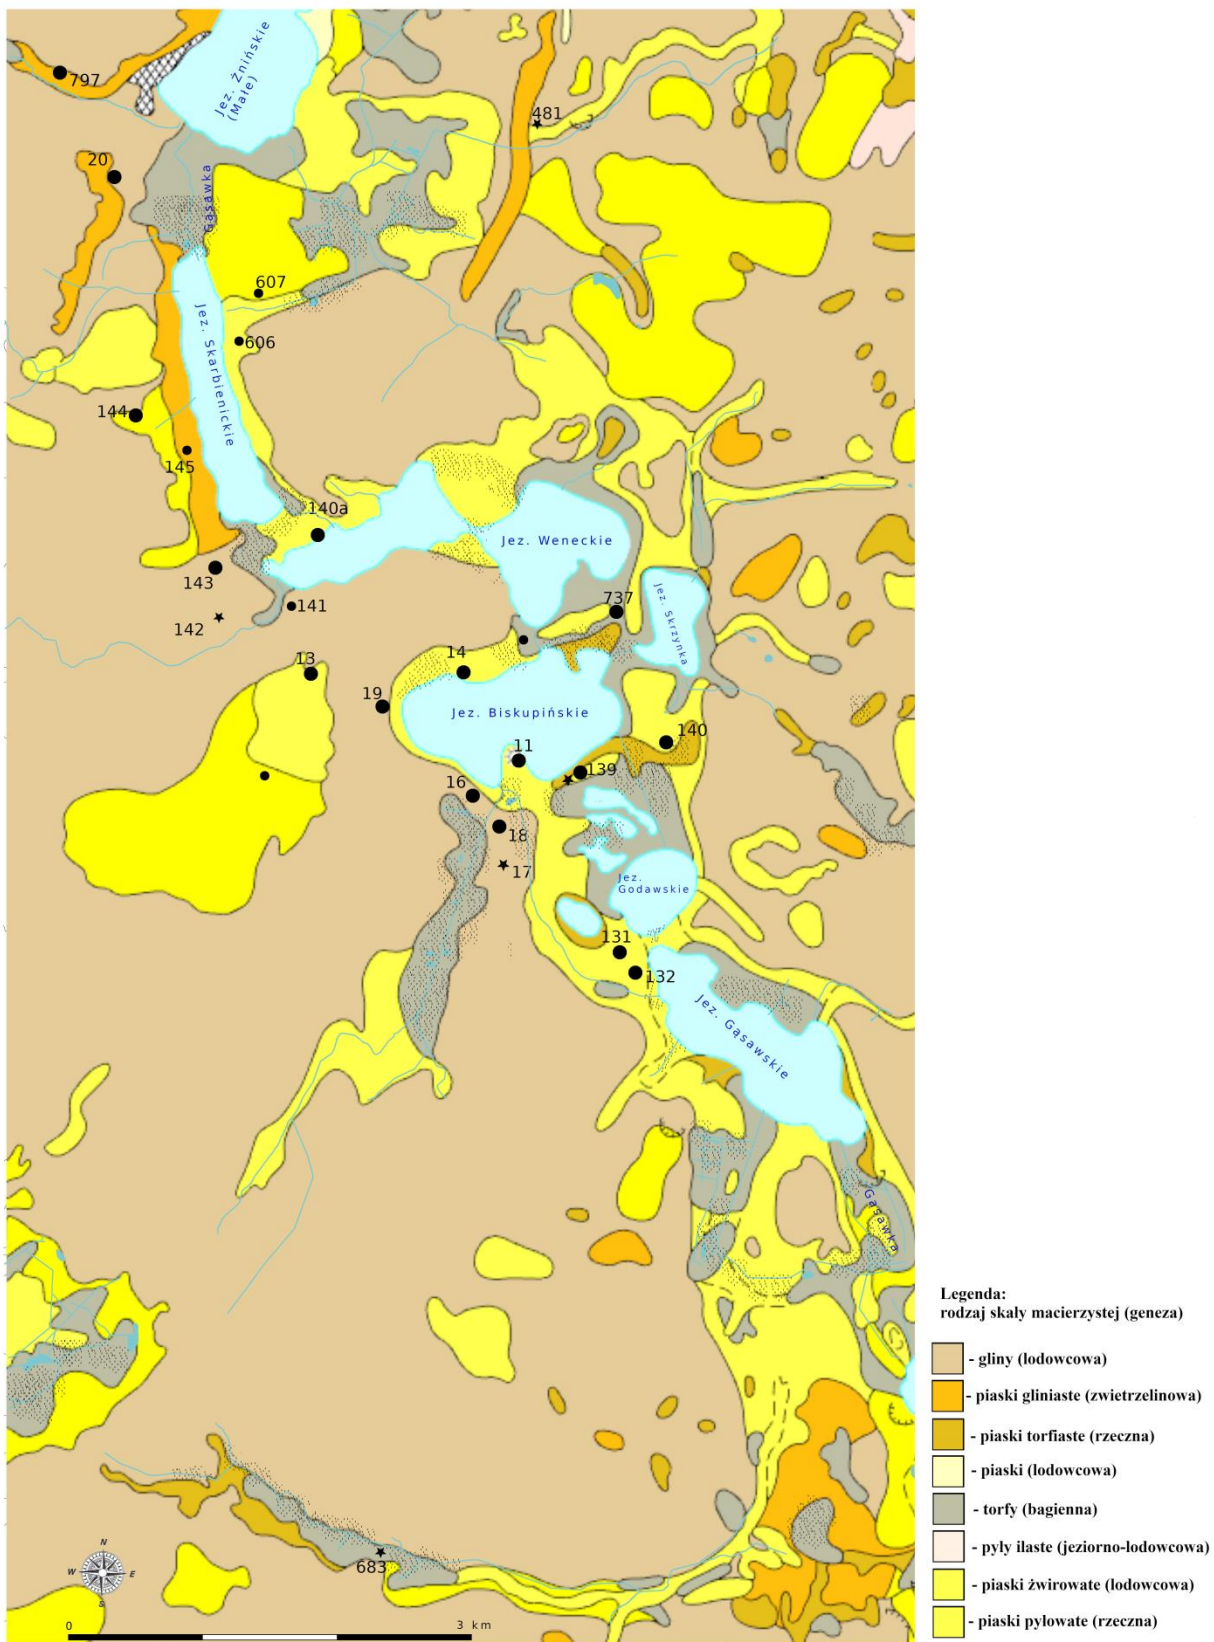 Jez. Żnińskie
(Małe)
797
481
20
Gąsawka
607
Jez. Skarbienickie
606
144
145
140a
Jez. Weneckie
143
737
Jez. Skrzynka
141
142
14
13
19
Jez. Biskupińskie
140
11
139
16
18
17
Jez.
Godawskie
131
132
Jez. Gąsawskie
Gąsawka
683
N
W
E
S
0
3 km
Legenda:
rodzaj skały macierzystej (geneza)
- gliny (lodowcowa)
- piaski gliniaste (zwietrzelinowa)
- piaski torfiaste (rzeczna)
- piaski (lodowcowa)
- torfy (bagienna)
- pyły ilaste (jeziorno-lodowcowa)
- piaski żwirowate (lodowcowa)
- piaski pyłowate (rzeczna)